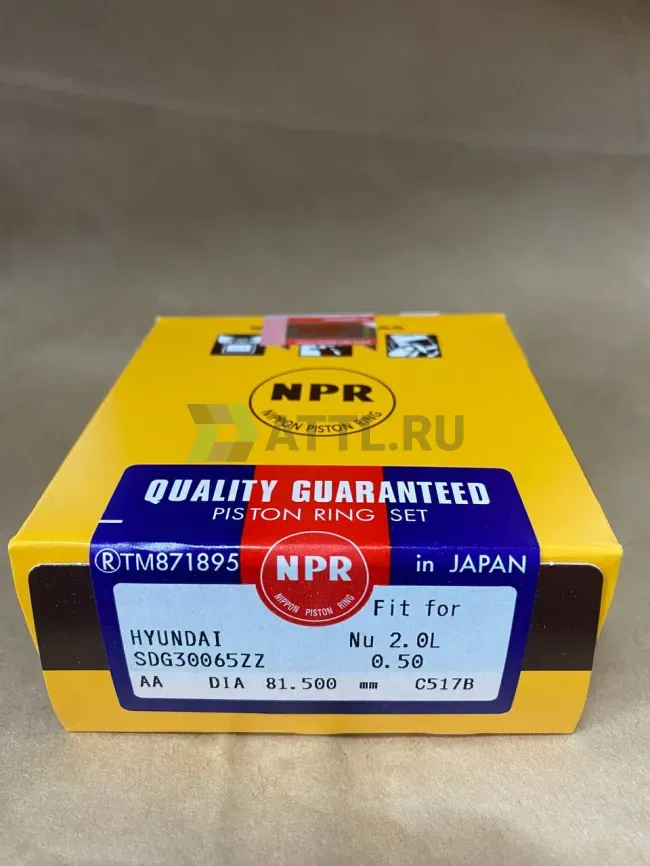 NPR
NIPPON PISTON RING
ATTL.RU
QUALITY GUARANTEED
PISTON RING SET
®TM871895
NPR
NIPPON PISTON RING
in JAPAN
Fit for
HYUNDAI Nu 2.0L
SDG30065ZZ 0.50
AA DIA 81.500 mm C517B